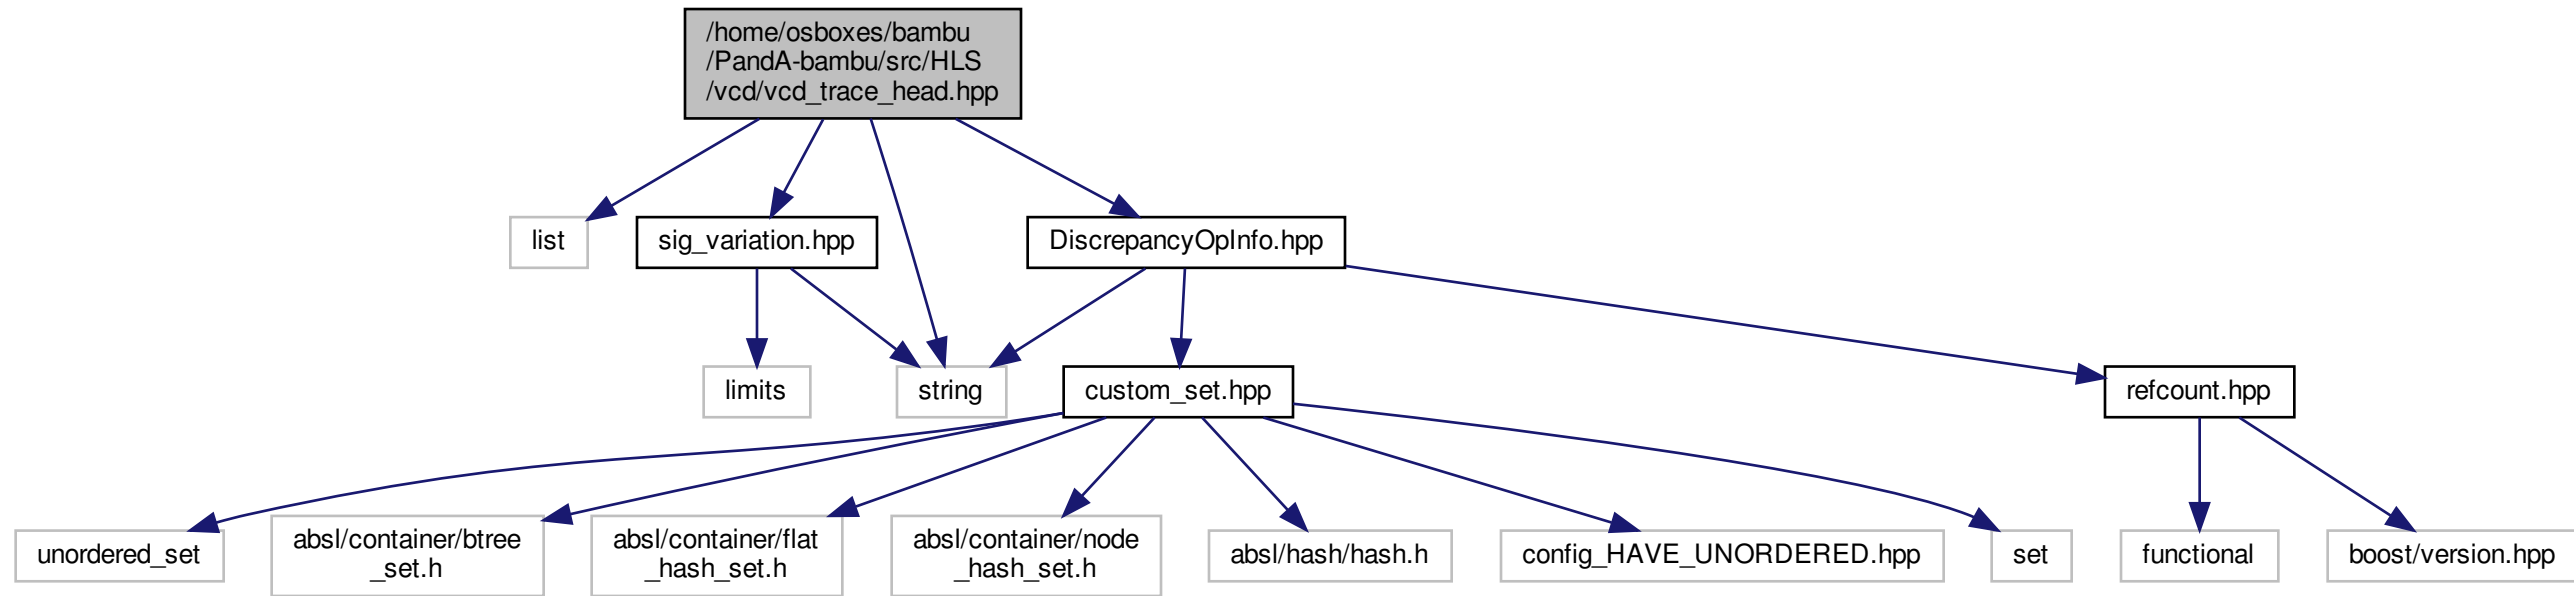 /home/osboxes/bambu
/PandA-bambu/src/HLS
/vcd/vcd_trace_head.hpp
list
sig_variation.hpp
DiscrepancyOpInfo.hpp
limits
string
custom_set.hpp
refcount.hpp
unordered_set
absl/container/btree
_set.h
absl/container/flat
_hash_set.h
absl/container/node
_hash_set.h
absl/hash/hash.h
config_HAVE_UNORDERED.hpp
set
functional
boost/version.hpp